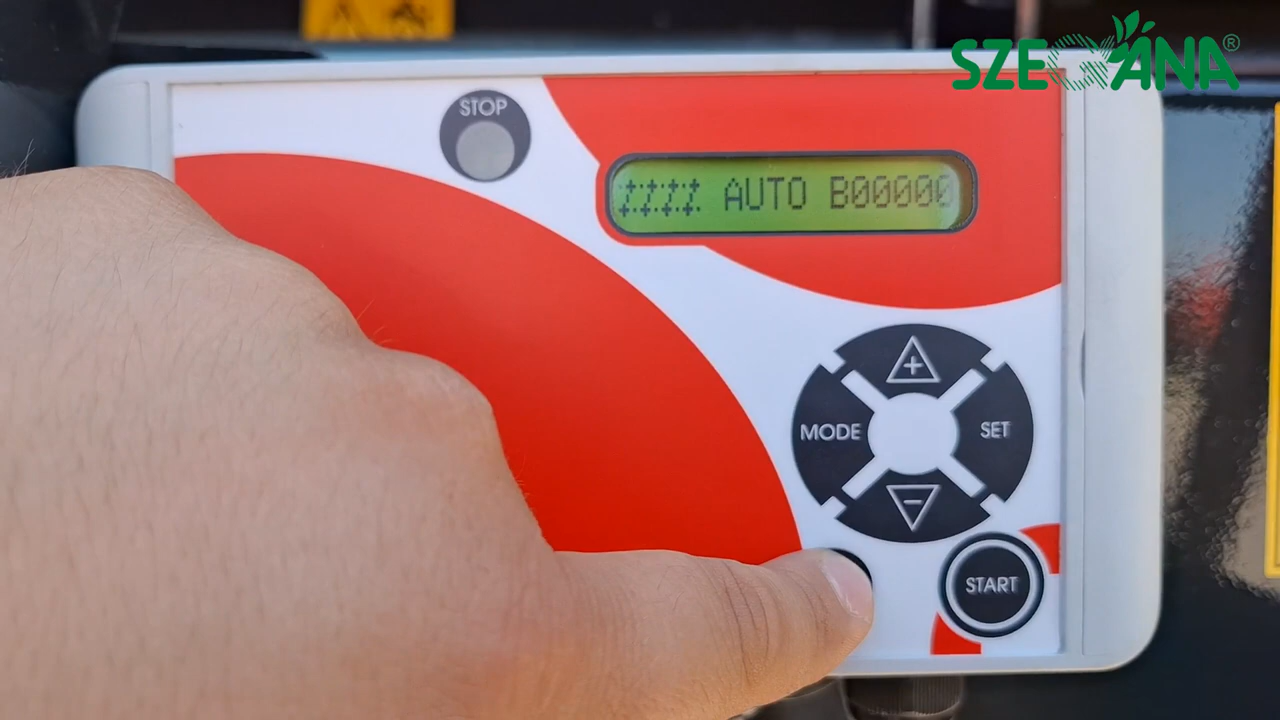 SZEGÁNA®
STOP
AUTO B00000
+
MODE
SET
−
START